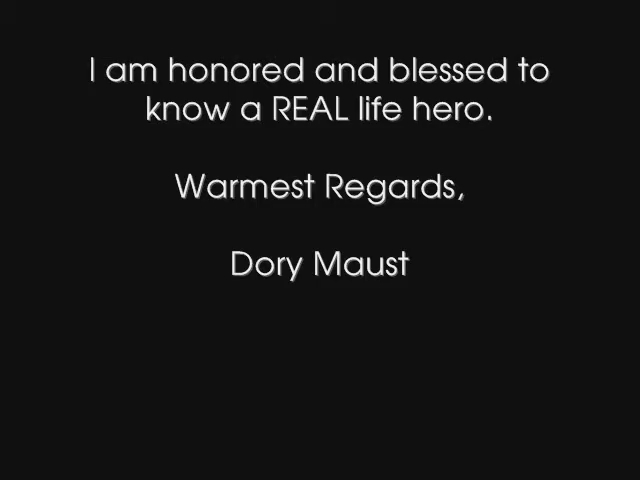 I am honored and blessed to
know a REAL life hero.
Warmest Regards,
Dory Maust